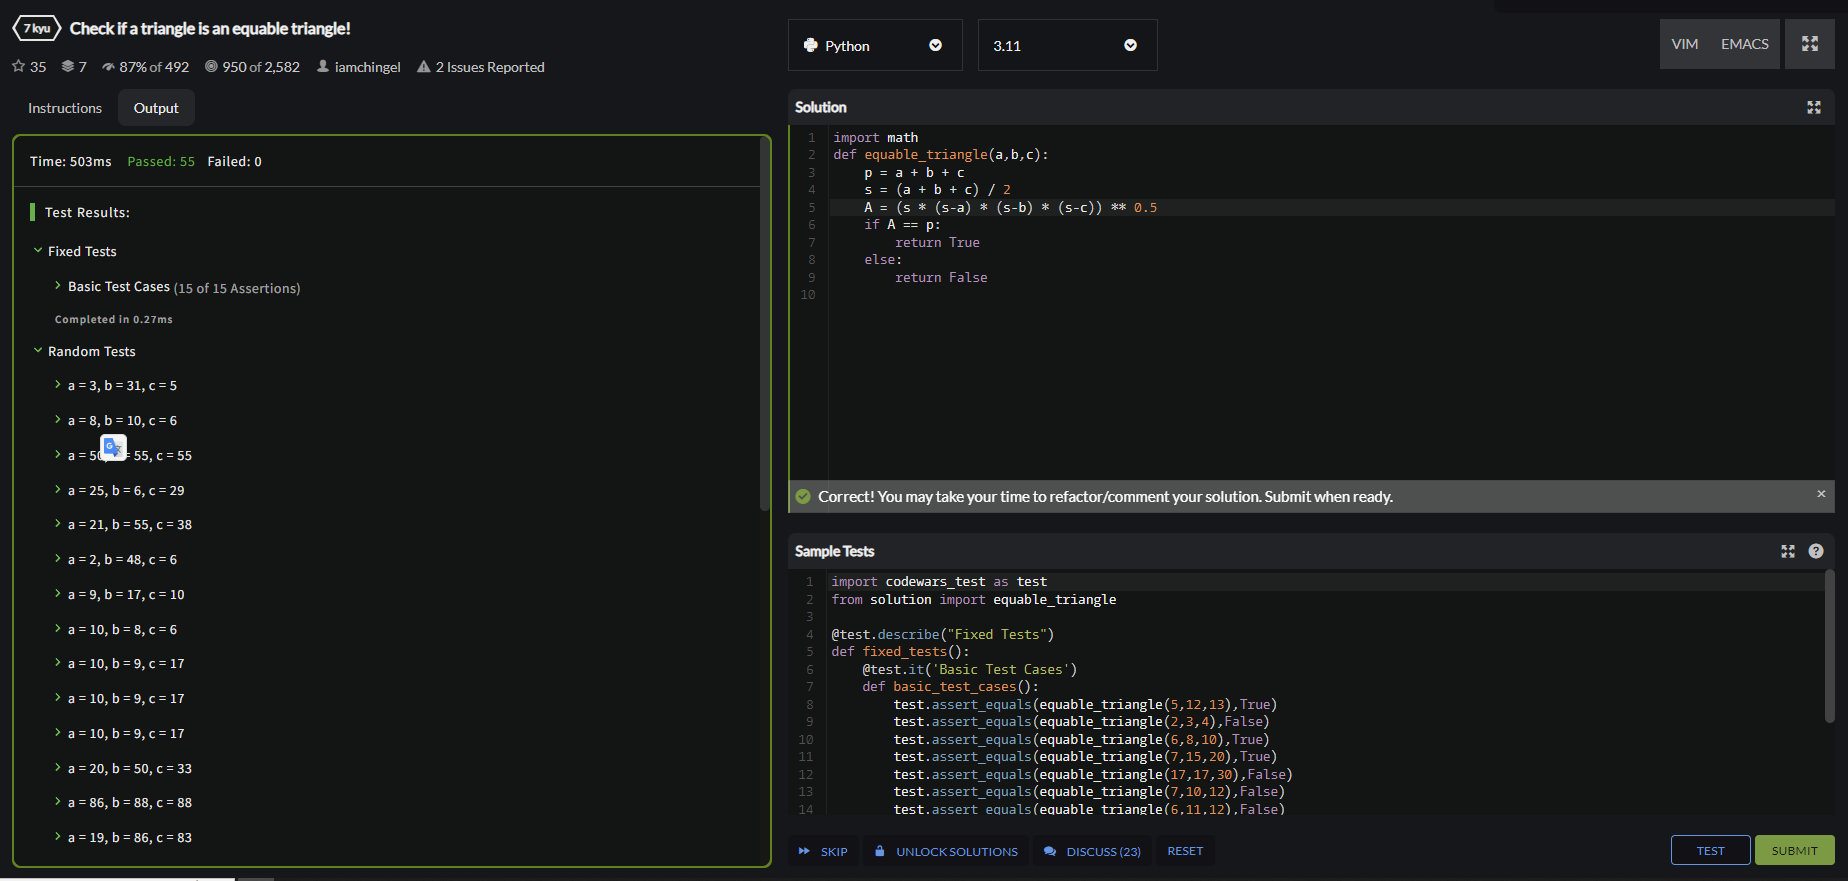 7 kyu Check if a triangle is an equable triangle!
35 7 87% of 492 950 of 2,582 iamchingel 2 Issues Reported
Instructions Output
Time: 503ms Passed: 55 Failed: 0
Test Results:
Fixed Tests
Basic Test Cases (15 of 15 Assertions)
Completed in 0.27ms
Random Tests
a = 3, b = 31, c = 5
a = 8, b = 10, c = 6
a = 55, c = 55
a = 25, b = 6, c = 29
a = 21, b = 55, c = 38
a = 2, b = 48, c = 6
a = 9, b = 17, c = 10
a = 10, b = 8, c = 6
a = 10, b = 9, c = 17
a = 10, b = 9, c = 17
a = 10, b = 9, c = 17
a = 20, b = 50, c = 33
a = 86, b = 88, c = 88
a = 19, b = 86, c = 83
Python 3.11
VIM EMACS
Solution
1 import math
2 def equable_triangle(a,b,c):
3 p = a + b + c
4 s = (a + b + c) / 2
5 A = (s * (s-a) * (s-b) * (s-c)) ** 0.5
6 if A == p:
7 return True
8 else:
9 return False
10
Correct! You may take your time to refactor/comment your solution. Submit when ready. ×
Sample Tests ?
1 import codewars_test as test
2 from solution import equable_triangle
3
4 @test.describe("Fixed Tests")
5 def fixed_tests():
6 @test.it('Basic Test Cases')
7 def basic_test_cases():
8 test.assert_equals(equable_triangle(5,12,13),True)
9 test.assert_equals(equable_triangle(2,3,4),False)
10 test.assert_equals(equable_triangle(6,8,10),True)
11 test.assert_equals(equable_triangle(7,15,20),True)
12 test.assert_equals(equable_triangle(17,17,30),False)
13 test.assert_equals(equable_triangle(7,10,12),False)
14 test.assert_equals(equable_triangle(6,11,12),False)
SKIP UNLOCK SOLUTIONS DISCUSS (23) RESET
TEST SUBMIT